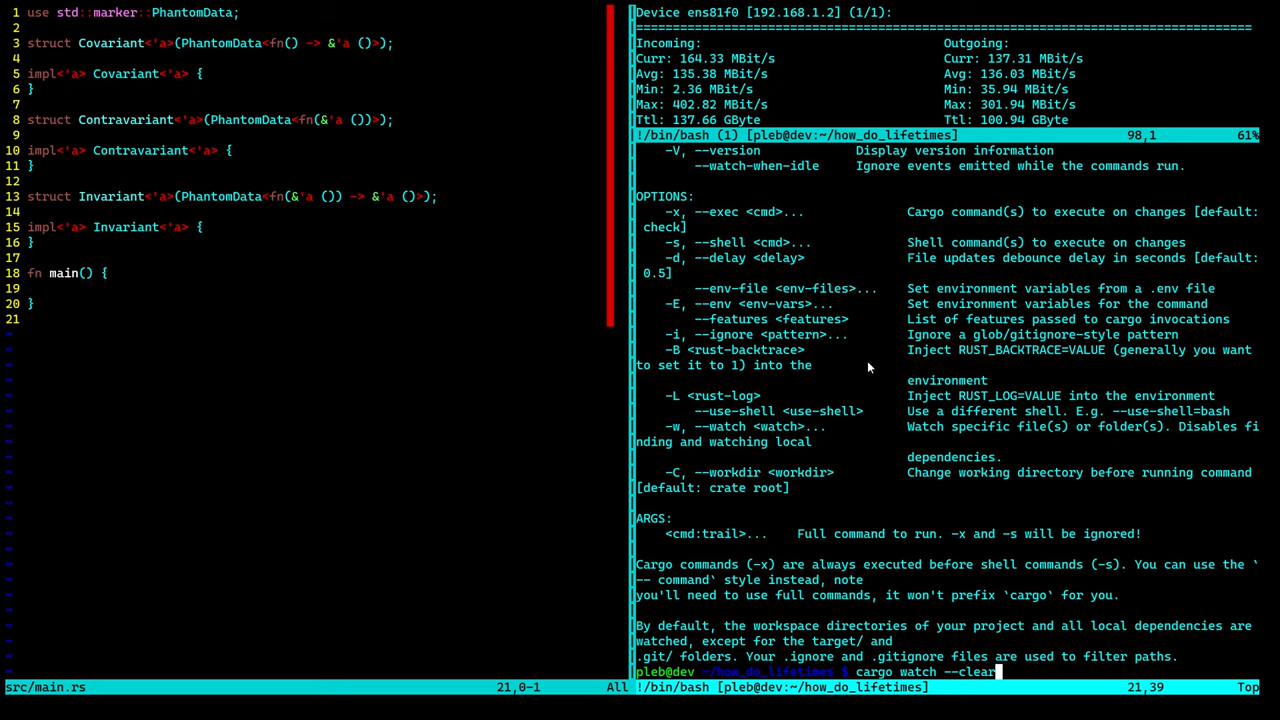 1 use std::marker::PhantomData;
2
3 struct Covariant<'a>(PhantomData<fn() -> &'a ()>);
4
5 impl<'a> Covariant<'a> {
6 }
7
8 struct Contravariant<'a>(PhantomData<fn(&'a ())>);
9
10 impl<'a> Contravariant<'a> {
11 }
12
13 struct Invariant<'a>(PhantomData<fn(&'a ()) -> &'a ()>);
14
15 impl<'a> Invariant<'a> {
16 }
17
18 fn main() {
19
20 }
21
src/main.rs 21,0-1 All
Device ens81f0 [192.168.1.2] (1/1):
================================================================================
Incoming: Outgoing:
Curr: 164.33 MBit/s Curr: 137.31 MBit/s
Avg: 135.38 MBit/s Avg: 136.03 MBit/s
Min: 2.36 MBit/s Min: 35.94 MBit/s
Max: 402.82 MBit/s Max: 301.94 MBit/s
Ttl: 137.66 GByte Ttl: 100.94 GByte
!/bin/bash (1) [pleb@dev:~/how_do_lifetimes] 98,1 61%
-V, --version Display version information
--watch-when-idle Ignore events emitted while the commands run.
OPTIONS:
-x, --exec <cmd>... Cargo command(s) to execute on changes [default:
check]
-s, --shell <cmd>... Shell command(s) to execute on changes
-d, --delay <delay> File updates debounce delay in seconds [default:
0.5]
--env-file <env-files>... Set environment variables from a .env file
-E, --env <env-vars>... Set environment variables for the command
--features <features> List of features passed to cargo invocations
-i, --ignore <pattern>... Ignore a glob/gitignore-style pattern
-B <rust-backtrace> Inject RUST_BACKTRACE=VALUE (generally you want
to set it to 1) into the
environment
-L <rust-log> Inject RUST_LOG=VALUE into the environment
--use-shell <use-shell> Use a different shell. E.g. --use-shell=bash
-w, --watch <watch>... Watch specific file(s) or folder(s). Disables fi
nding and watching local
dependencies.
-C, --workdir <workdir> Change working directory before running command
[default: crate root]
ARGS:
<cmd:trail>... Full command to run. -x and -s will be ignored!
Cargo commands (-x) are always executed before shell commands (-s). You can use the `
-- command` style instead, note
you'll need to use full commands, it won't prefix `cargo` for you.
By default, the workspace directories of your project and all local dependencies are
watched, except for the target/ and
.git/ folders. Your .ignore and .gitignore files are used to filter paths.
pleb@dev ~/how_do_lifetimes $ cargo watch --clear
!/bin/bash [pleb@dev:~/how_do_lifetimes] 21,39 Top